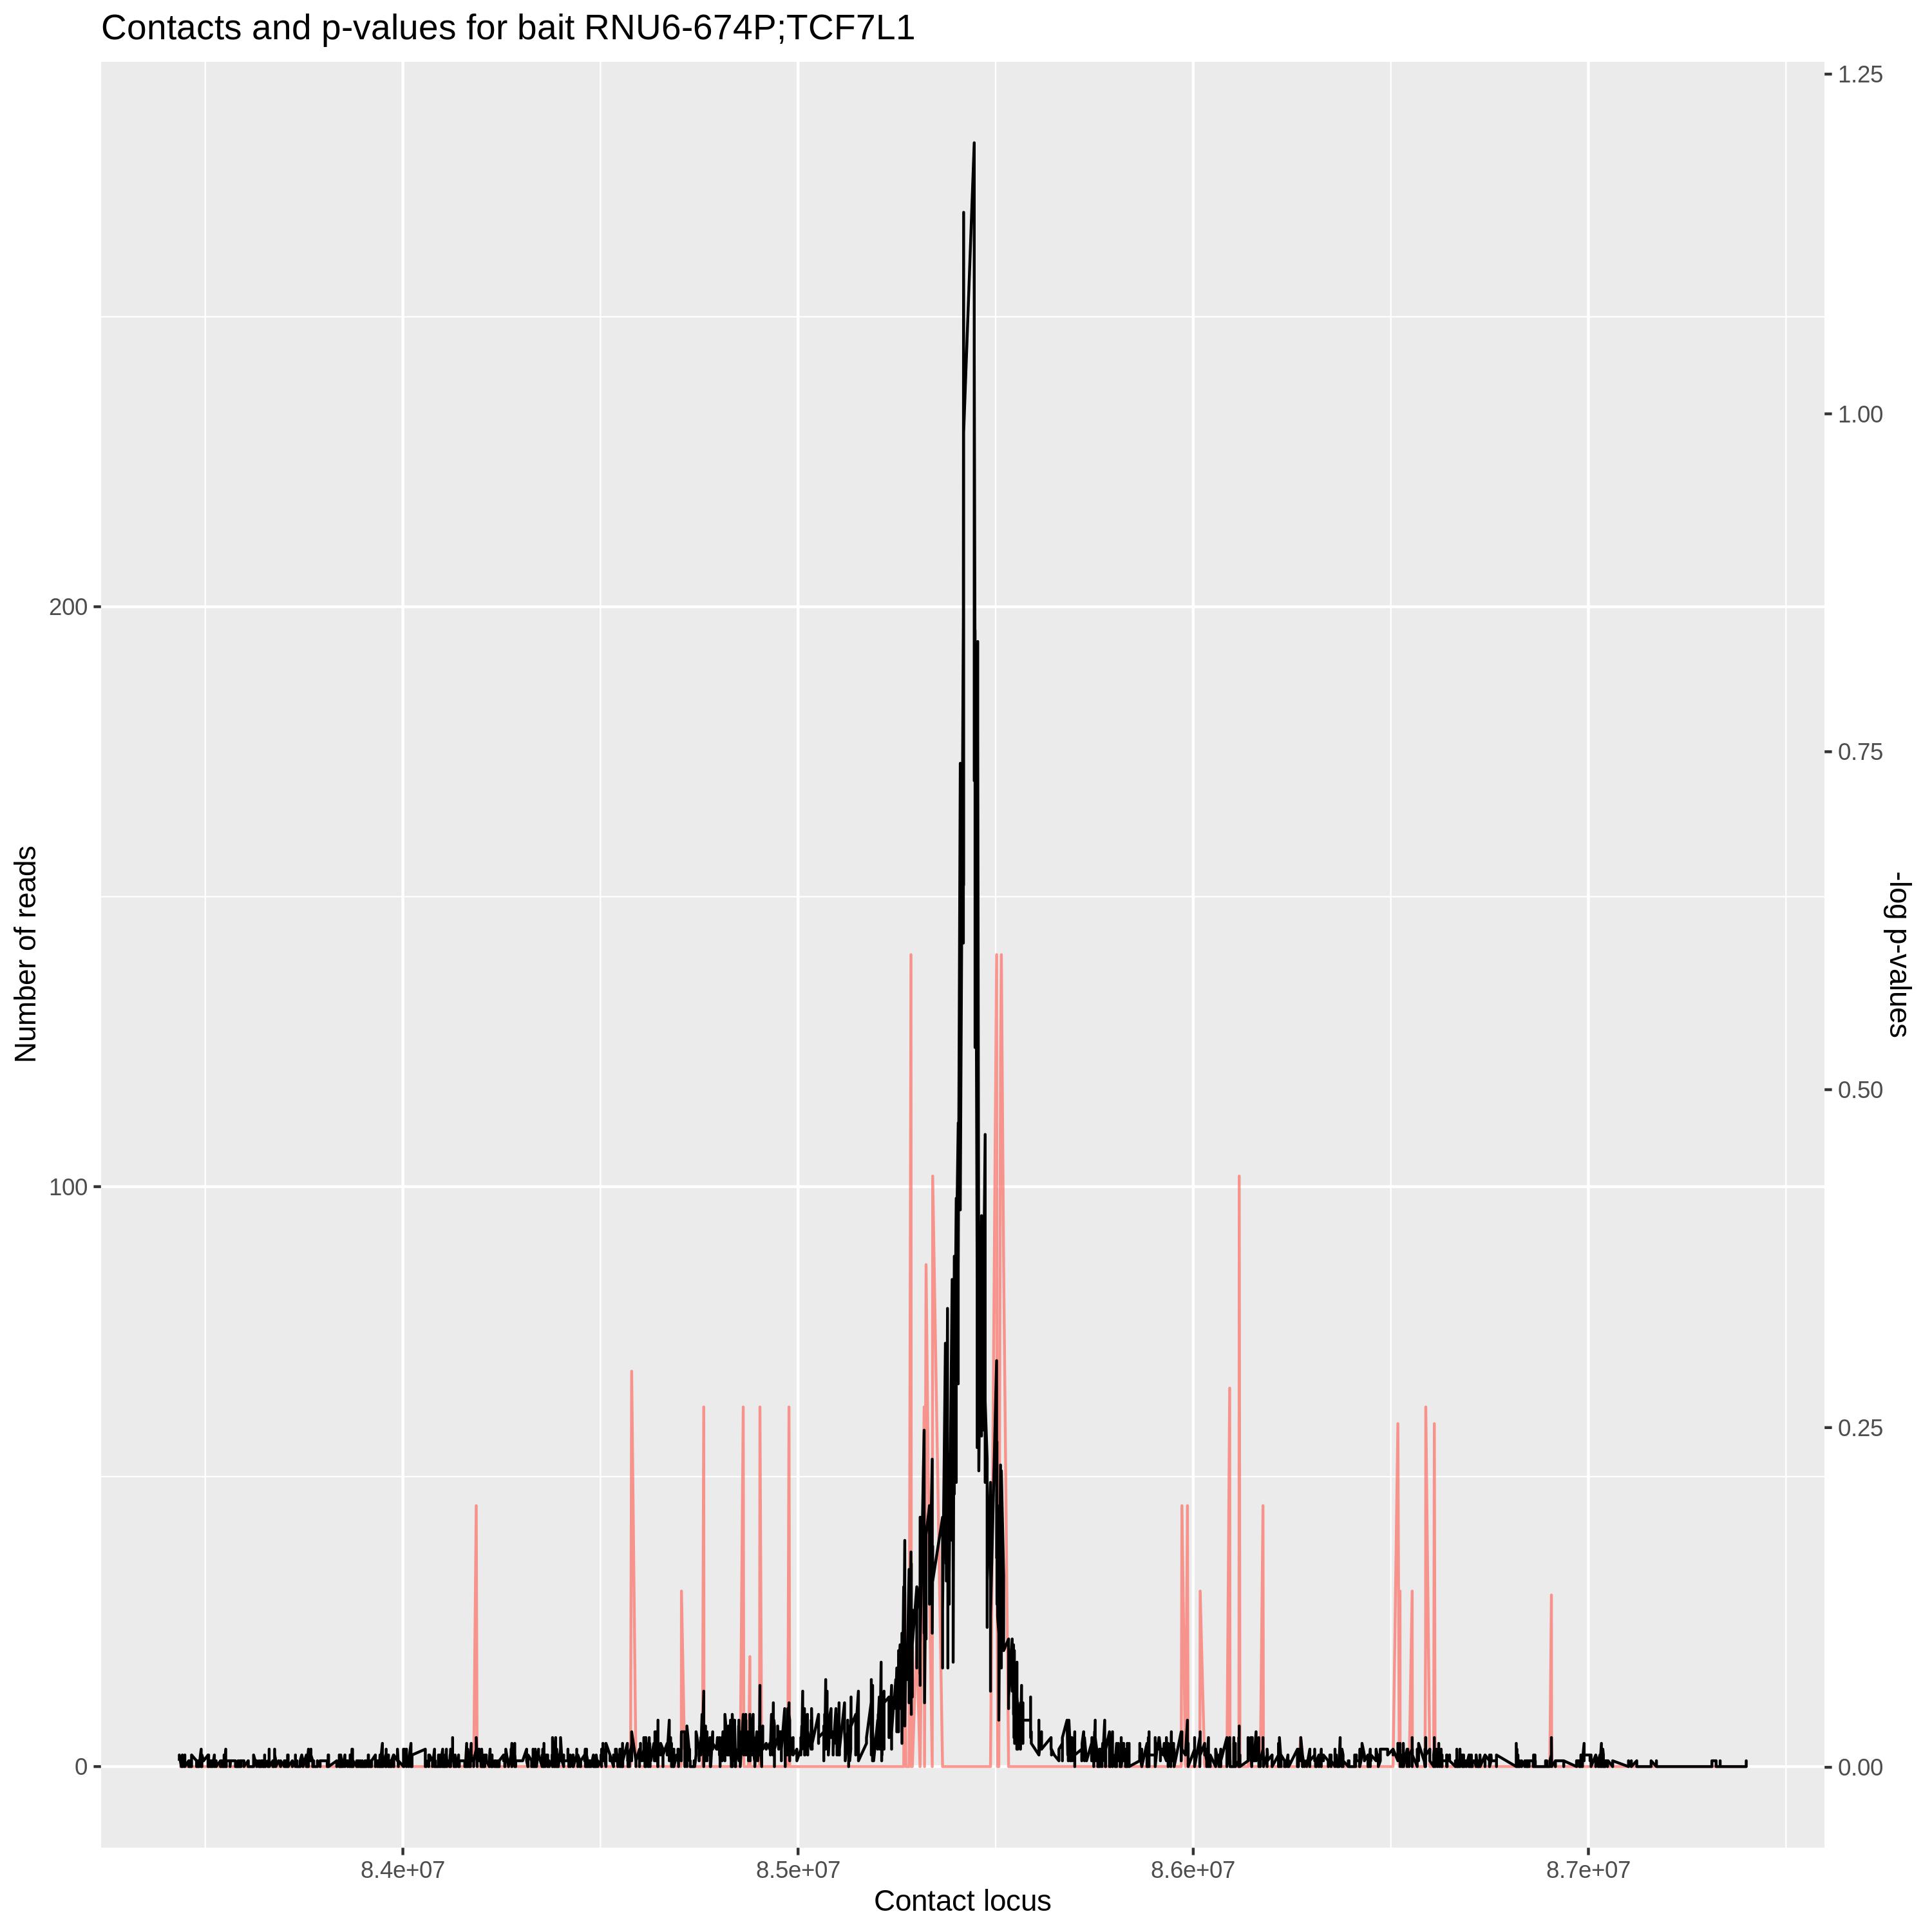 Contacts and p-values for bait RNU6-674P;TCF7L1
Number of reads
200
100
0
1.25
1.00
0.75
0.50
0.25
0.00
-log p-values
8.4e+07
8.5e+07
8.6e+07
8.7e+07
Contact locus